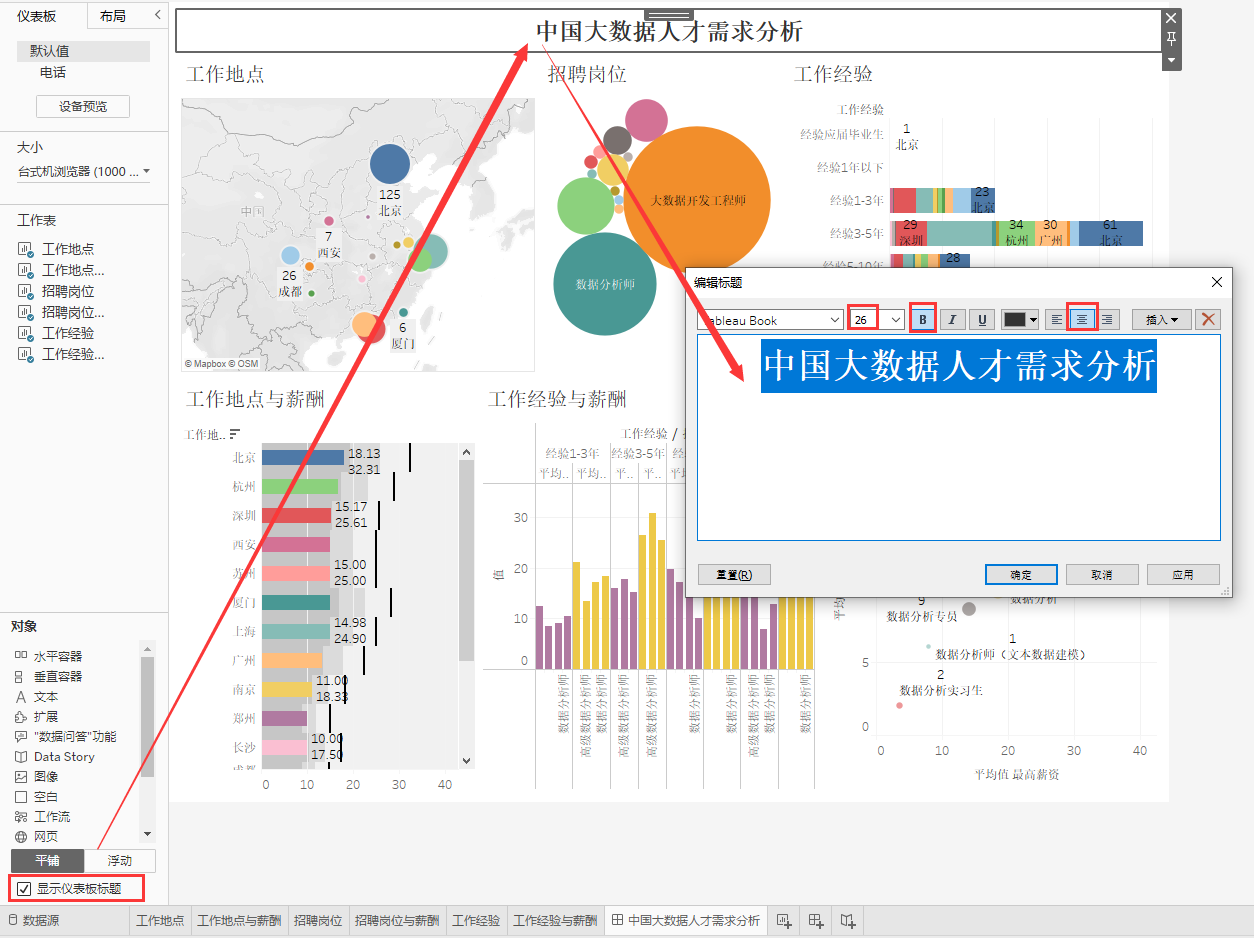 仪表板
布局
默认值
电话
设备预览
大小
台式机浏览器 (1000 ...
工作表
工作地点
工作地点...
招聘岗位
招聘岗位...
工作经验
工作经验...
对象
水平容器
垂直容器
文本
扩展
"数据问答"功能
Data Story
图像
空白
工作流
网页
平铺
浮动
显示仪表板标题
中国大数据人才需求分析
工作地点
中国
125
北京
7
西安
26
成都
6
厦门
© Mapbox © OSM
招聘岗位
大数据开发工程师
数据分析师
工作经验
工作经验
经验应届毕业生
1
北京
经验1年以下
经验1-3年
23
北京
经验3-5年
29
深圳
34
杭州
30
广州
61
北京
经验5-10年
28
编辑标题
Tableau Book
26
B
I
U
插入
中国大数据人才需求分析
重置(R)
确定
取消
应用
工作地点与薪酬
工作地..
北京
18.13
32.31
杭州
深圳
15.17
25.61
西安
苏州
15.00
25.00
厦门
上海
14.98
24.90
广州
南京
11.00
18.33
郑州
长沙
10.00
17.50
成都
0
10
20
30
40
工作经验与薪酬
工作经验 /
经验1-3年
经验3-5年
平均..
平均..
平..
平..
30
20
10
0
值
数据分析师
高级数据分析师
数据分析师
高级数据分析师
数据分析师
数据分析师
数据分析师
数据分析师
数据分析师
数据分析师
平均
9
数据分析专员
数据分析
1
数据分析师（文本数据建模）
2
数据分析实习生
5
0
0
10
20
30
40
平均值 最高薪资
数据源
工作地点
工作地点与薪酬
招聘岗位
招聘岗位与薪酬
工作经验
工作经验与薪酬
中国大数据人才需求分析